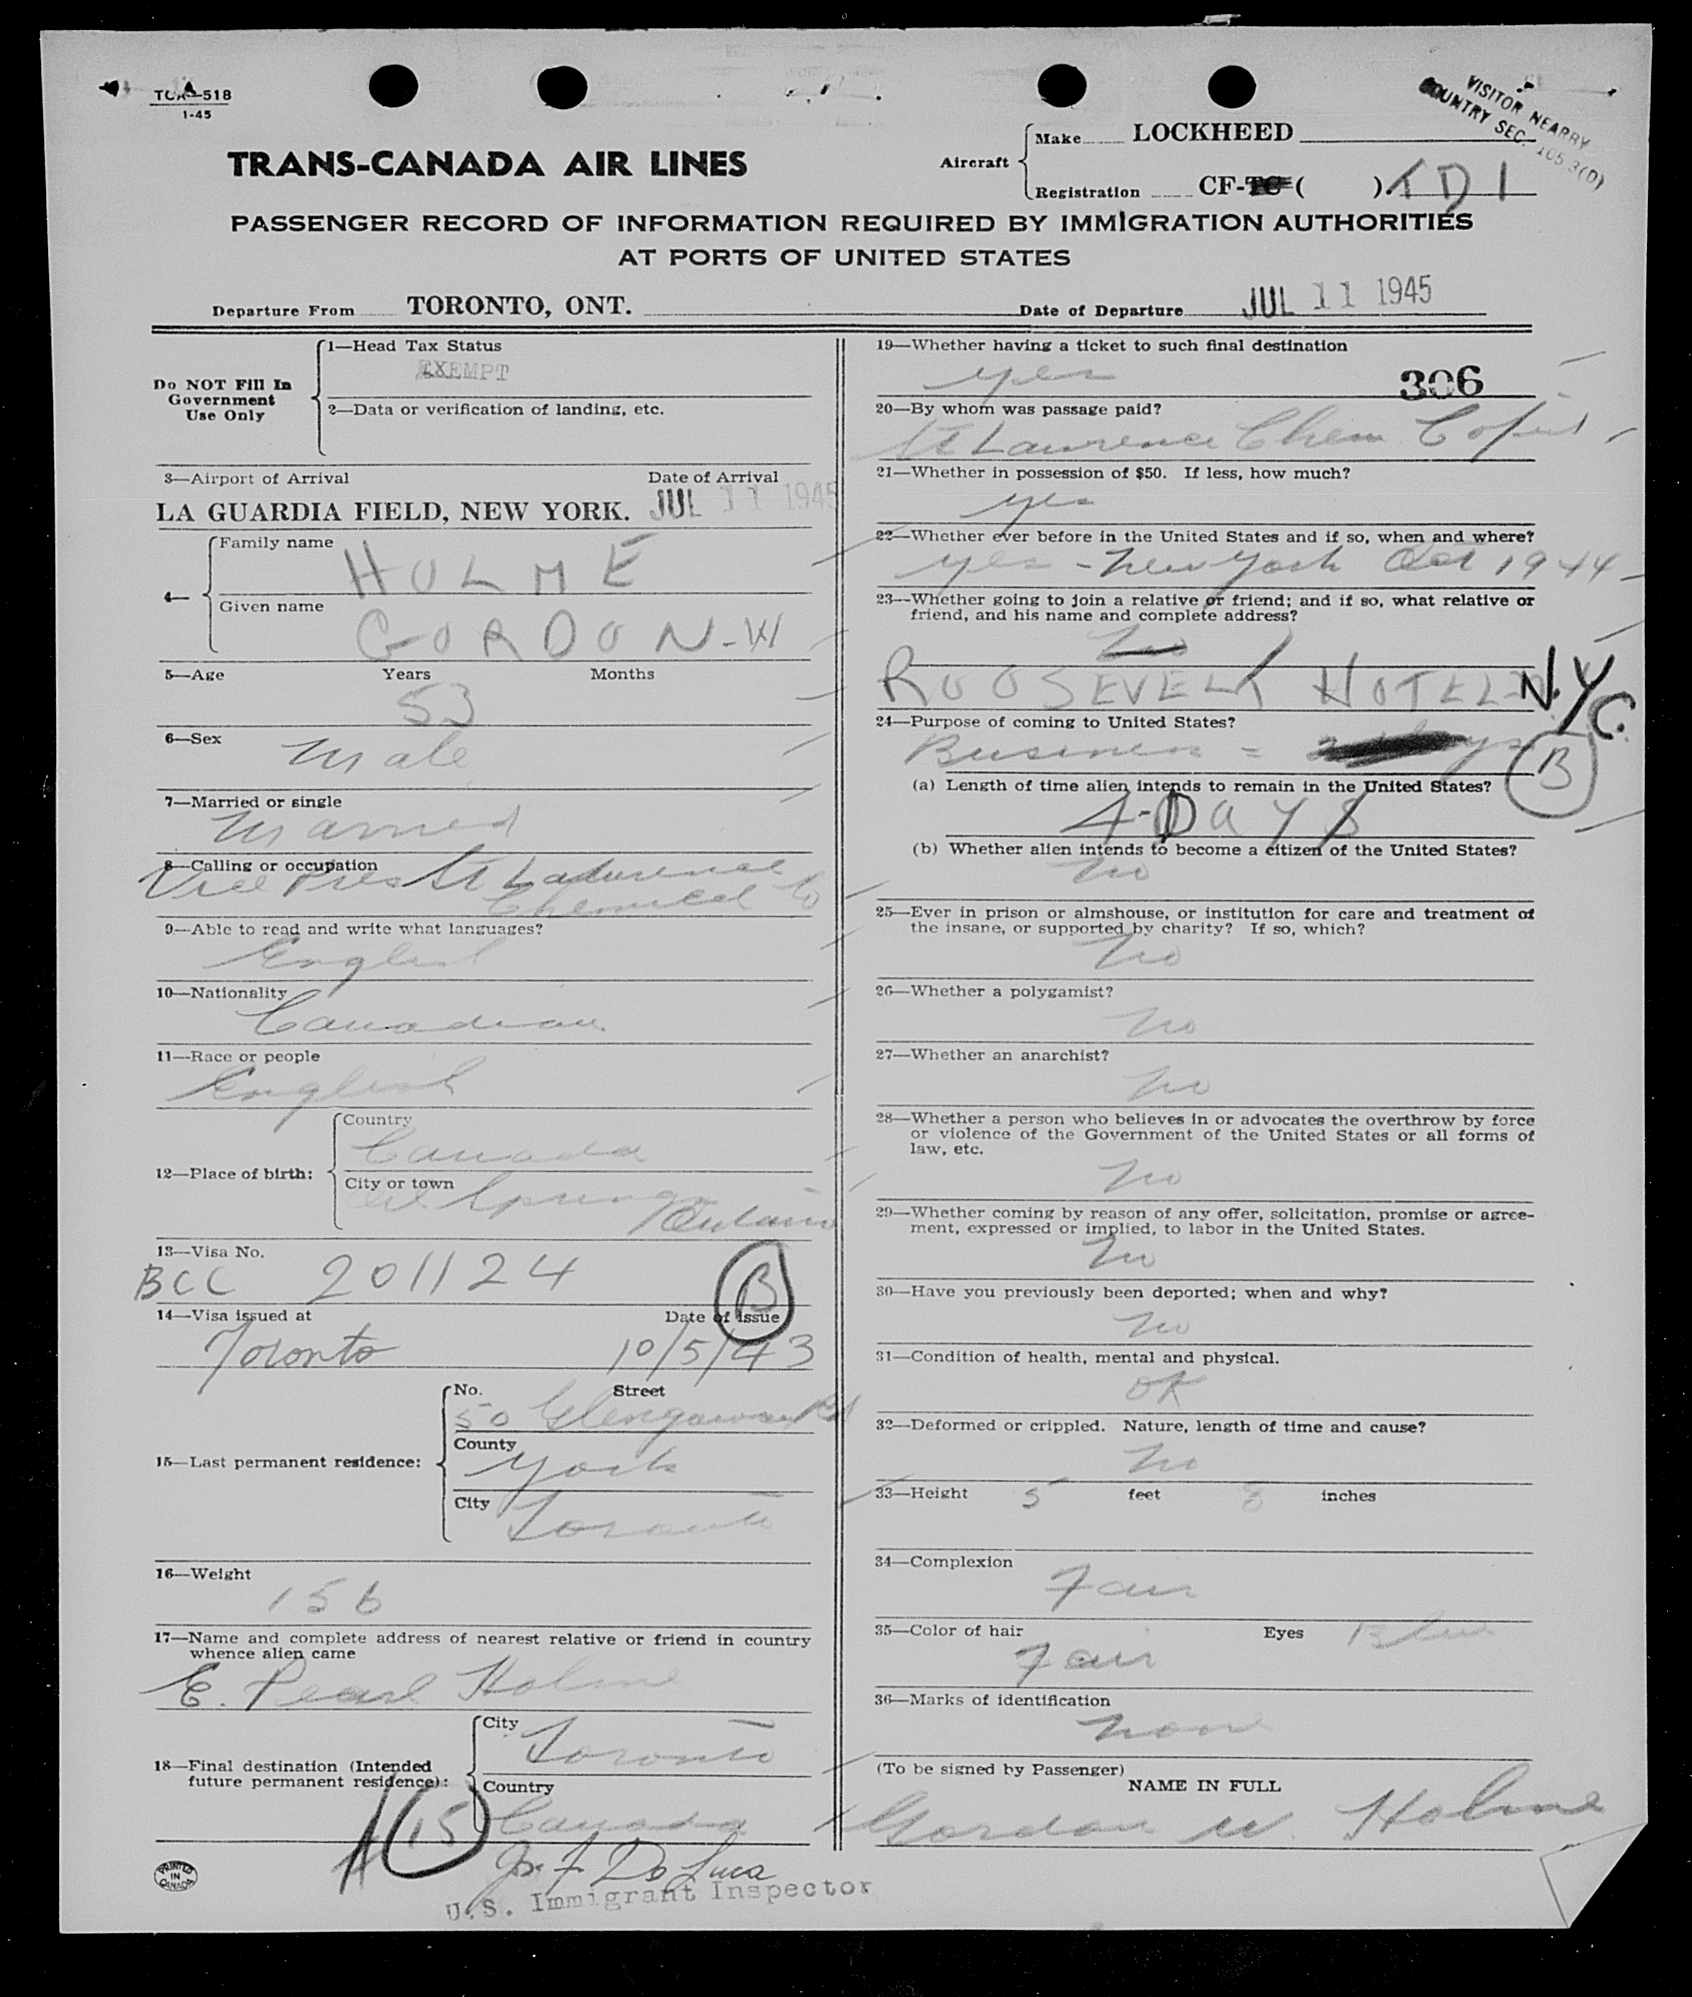 TCA-518
1-45
VISITOR NEARBY
COUNTRY SEC. 105.3(D)
TRANS-CANADA AIR LINES
Aircraft
Make LOCKHEED
Registration CF-TC ( ) TDI
PASSENGER RECORD OF INFORMATION REQUIRED BY IMMIGRATION AUTHORITIES
AT PORTS OF UNITED STATES
Departure From TORONTO, ONT. Date of Departure JUL 11 1945
Do NOT Fill In
Government
Use Only
1—Head Tax Status
EXEMPT
2—Data or verification of landing, etc.
3—Airport of Arrival Date of Arrival
LA GUARDIA FIELD, NEW YORK. JUL 11 1945
4—
Family name
HOLME
Given name
GORDON-W
5—Age Years Months
53
6—Sex
Male
7—Married or single
Married
8—Calling or occupation
Vice Pres St Lawrence
Chemical Co
9—Able to read and write what languages?
English
10—Nationality
Canadian
11—Race or people
English
12—Place of birth:
Country
Canada
City or town
Springs
Ontario
13—Visa No.
BCC 201124 B
14—Visa issued at Date of Issue
Toronto 10/5/43
15—Last permanent residence:
No. Street
50 Rd
County
York
City
Toronto
16—Weight
156
17—Name and complete address of nearest relative or friend in country
whence alien came
E. Pearl Holme
18—Final destination (Intended
future permanent residence):
City
Toronto
Country
Canada
15
Jos. F. De Luca
U.S. Immigrant Inspector
PRINTED
IN
CANADA
19—Whether having a ticket to such final destination
yes 306
20—By whom was passage paid?
St Lawrence Chem Co
21—Whether in possession of $50. If less, how much?
yes
22—Whether ever before in the United States and if so, when and where?
yes - New York Oct 1944
23—Whether going to join a relative or friend; and if so, what relative or
friend, and his name and complete address?
No
ROOSEVELT HOTEL N.Y.C.
24—Purpose of coming to United States?
Business = B
(a) Length of time alien intends to remain in the United States?
4-DAYS
(b) Whether alien intends to become a citizen of the United States?
No
25—Ever in prison or almshouse, or institution for care and treatment of
the insane, or supported by charity? If so, which?
No
26—Whether a polygamist?
No
27—Whether an anarchist?
No
28—Whether a person who believes in or advocates the overthrow by force
or violence of the Government of the United States or all forms of
law, etc.
No
29—Whether coming by reason of any offer, solicitation, promise or agree-
ment, expressed or implied, to labor in the United States.
No
30—Have you previously been deported; when and why?
No
31—Condition of health, mental and physical.
OK
32—Deformed or crippled. Nature, length of time and cause?
No
33—Height 5 feet 8 inches
34—Complexion
Fair
35—Color of hair Eyes Blue
Fair
36—Marks of identification
None
(To be signed by Passenger)
NAME IN FULL
Gordon W. Holme